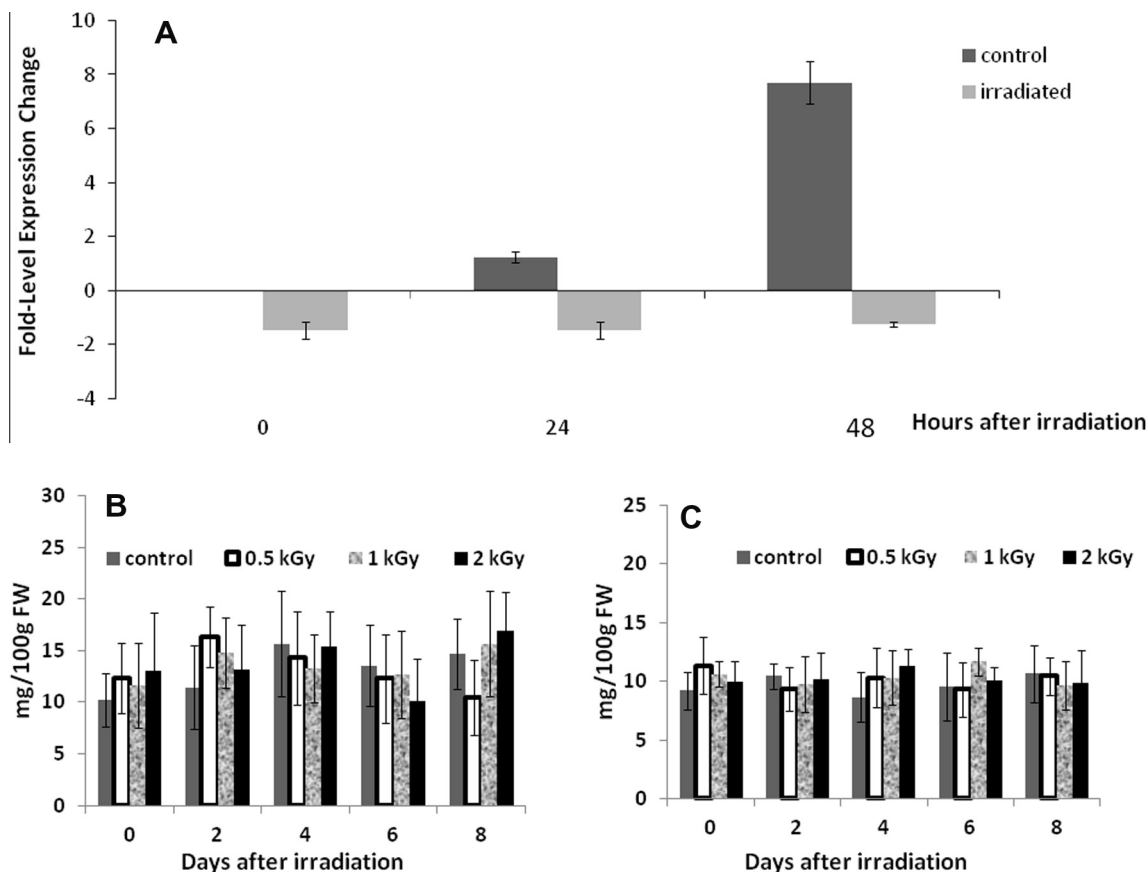 A
Fold-Level Expression Change
10
8
6
4
2
0
-2
-4
control
irradiated
0 24 48 Hours after irradiation
B
mg/100g FW
30
25
20
15
10
5
0
control 0.5 kGy 1 kGy 2 kGy
0 2 4 6 8
Days after irradiation
C
mg/100g FW
25
20
15
10
5
0
control 0.5 kGy 1 kGy 2 kGy
0 2 4 6 8
Days after irradiation